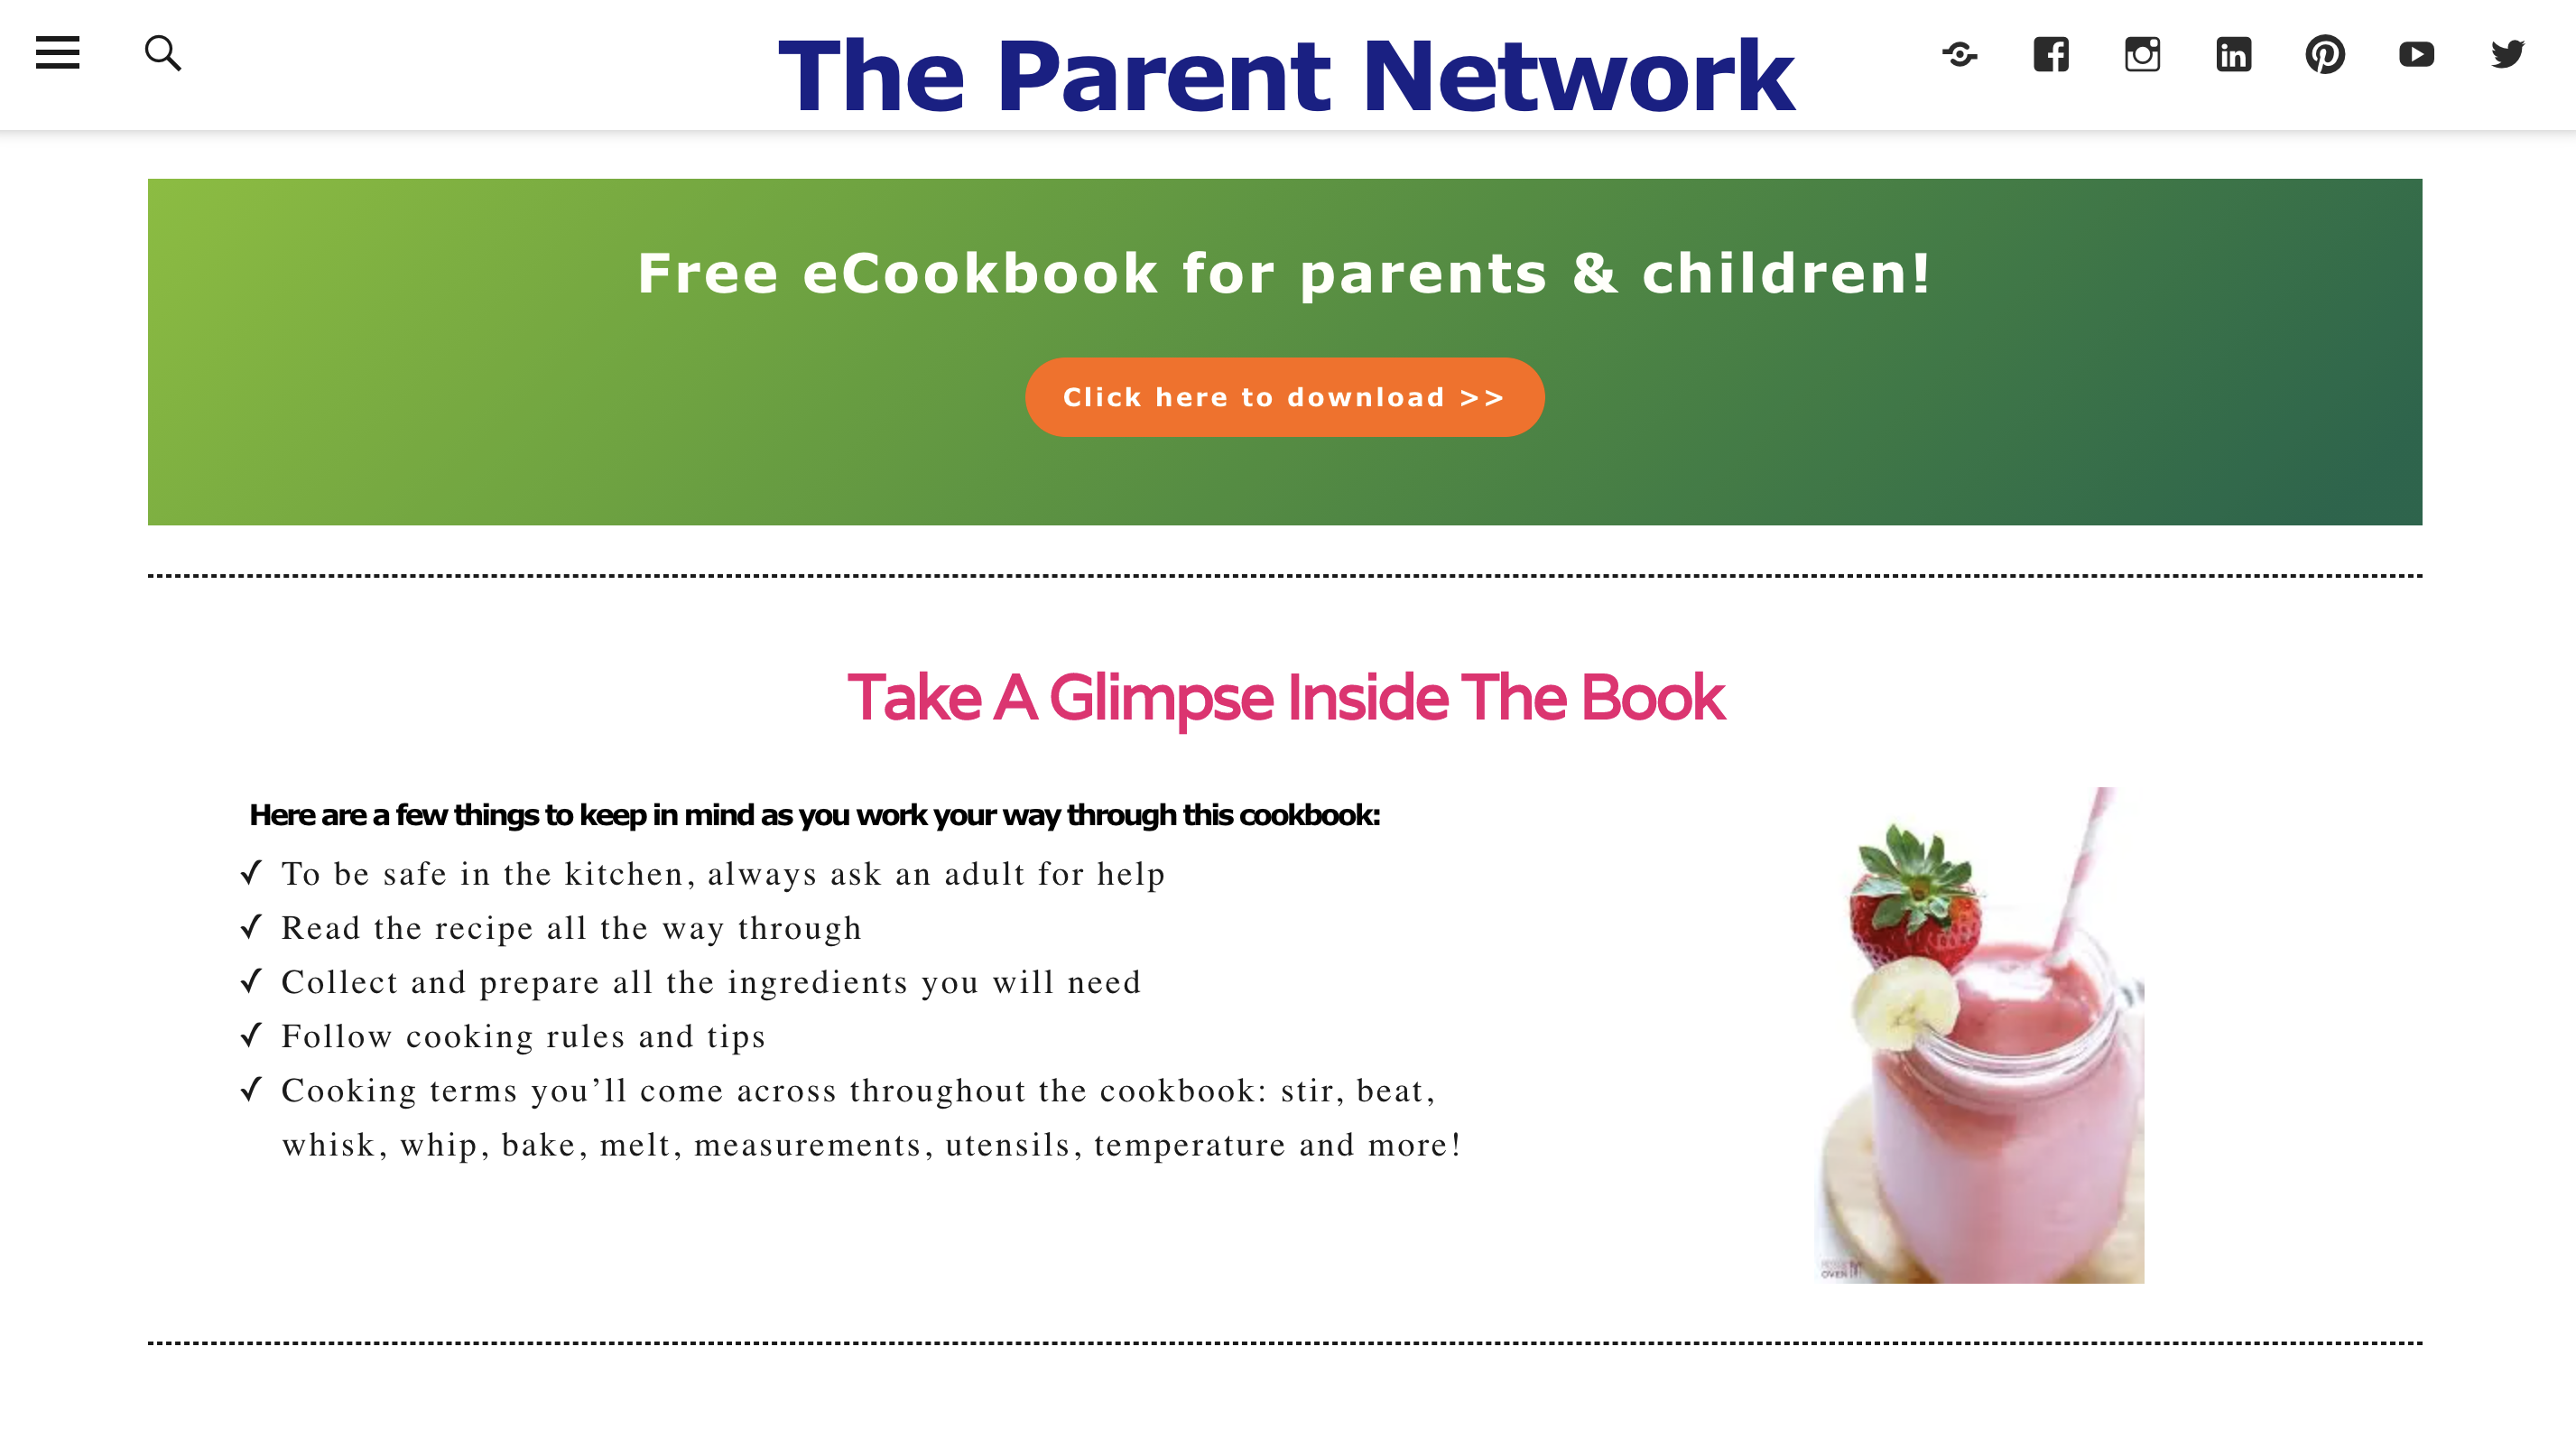 The Parent Network
Free eCookbook for parents & children!
Click here to download >>
Take A Glimpse Inside The Book
Here are a few things to keep in mind as you work your way through this cookbook:
✓ To be safe in the kitchen, always ask an adult for help
✓ Read the recipe all the way through
✓ Collect and prepare all the ingredients you will need
✓ Follow cooking rules and tips
✓ Cooking terms you’ll come across throughout the cookbook: stir, beat,
whisk, whip, bake, melt, measurements, utensils, temperature and more!
OVEN